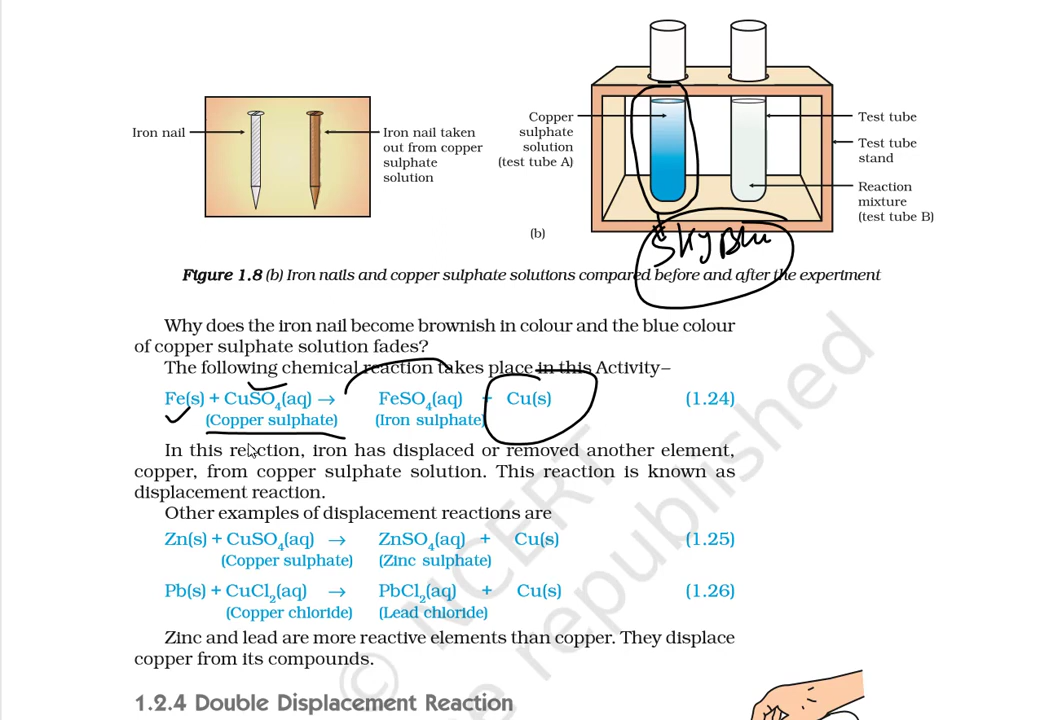 Iron nail
Iron nail taken
out from copper
sulphate
solution
Copper
sulphate
solution
(test tube A)
Test tube
Test tube
stand
Reaction
mixture
(test tube B)
(b)
Sky Blu
Figure 1.8 (b) Iron nails and copper sulphate solutions compared before and after the experiment
Why does the iron nail become brownish in colour and the blue colour
of copper sulphate solution fades?
The following chemical reaction takes place in this Activity–
Fe(s) + CuSO₄(aq) → FeSO₄(aq) + Cu(s) (1.24)
(Copper sulphate) (Iron sulphate)
In this reaction, iron has displaced or removed another element,
copper, from copper sulphate solution. This reaction is known as
displacement reaction.
Other examples of displacement reactions are
Zn(s) + CuSO₄(aq) → ZnSO₄(aq) + Cu(s) (1.25)
(Copper sulphate) (Zinc sulphate)
Pb(s) + CuCl₂(aq) → PbCl₂(aq) + Cu(s) (1.26)
(Copper chloride) (Lead chloride)
Zinc and lead are more reactive elements than copper. They displace
copper from its compounds.
1.2.4 Double Displacement Reaction
© NCERT
e republished